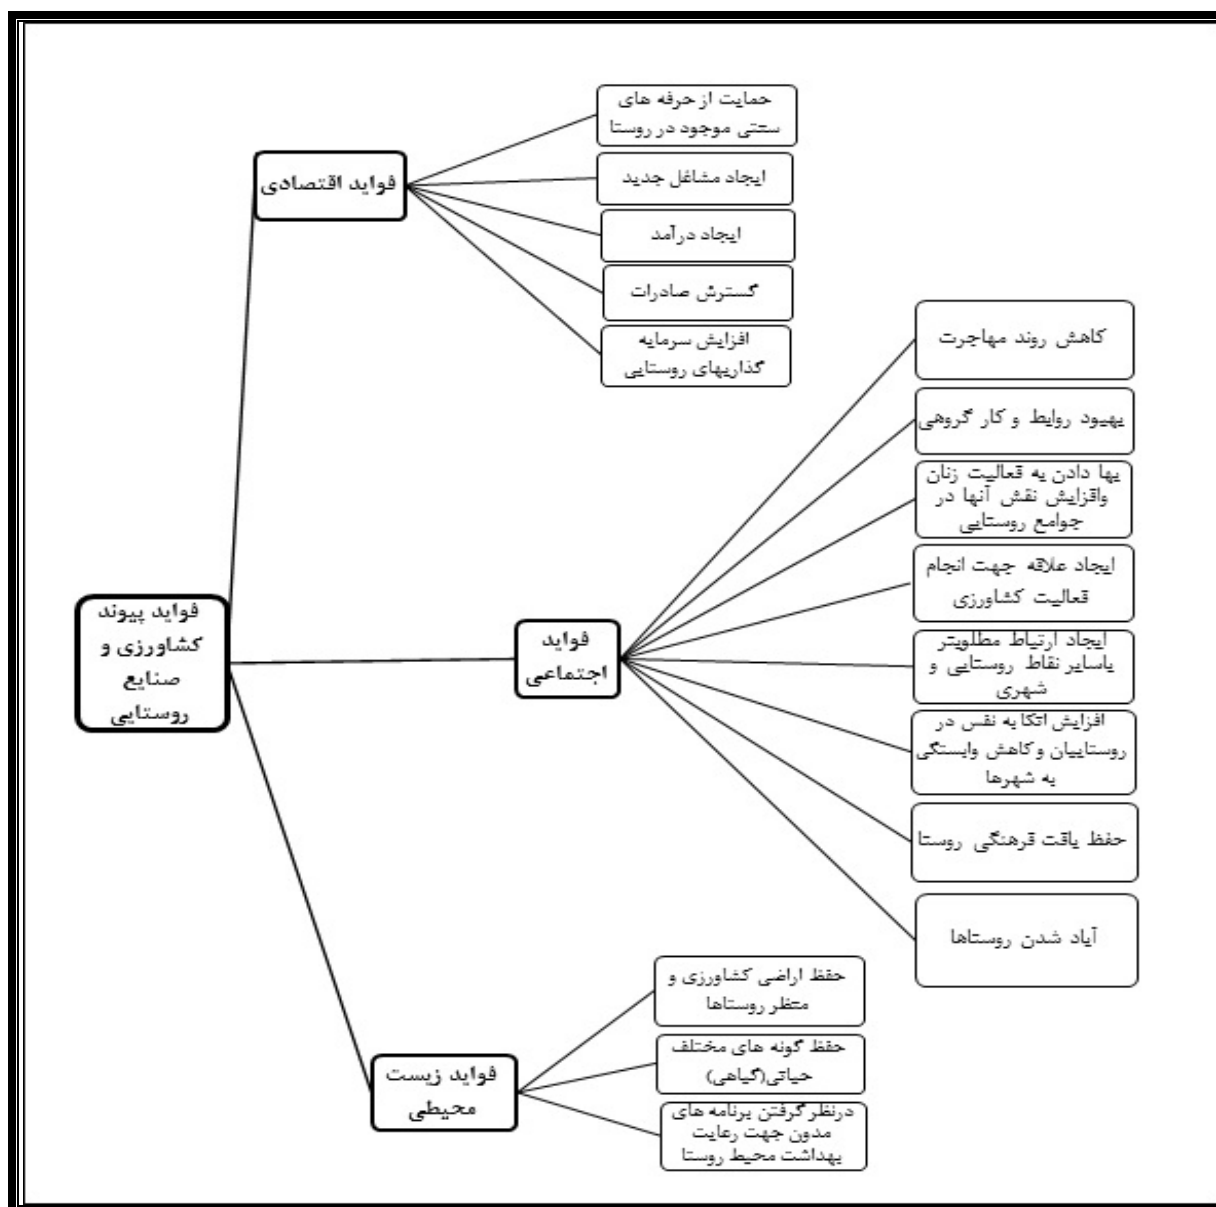 حمایت از حرفه های
سنتی موجود در روستا
فواید اقتصادی
ایجاد مشاغل جدید
ایجاد درآمد
گسترش صادرات
افزایش سرمایه
گذاریهای روستایی
کاهش روند مهاجرت
بهبود روابط و کار گروهی
بها دادن به فعالیت زنان
وافزایش نقش آنها در
جوامع روستایی
ایجاد علاقه جهت انجام
فعالیت کشاورزی
فواید پیوند
کشاورزی و
صنایع
روستایی
فواید
اجتماعی
ایجاد ارتباط مطلوبتر
باسایر نقاط روستایی و
شهری
افزایش اتکا به نفس در
روستاییان و کاهش وابستگی
به شهرها
حفظ بافت فرهنگی روستا
آباد شدن روستاها
حفظ اراضی کشاورزی و
منظر روستاها
فواید زیست
محیطی
حفظ گونه های مختلف
حیاتی(گیاهی)
درنظر گرفتن برنامه های
مدون جهت رعایت
بهداشت محیط روستا